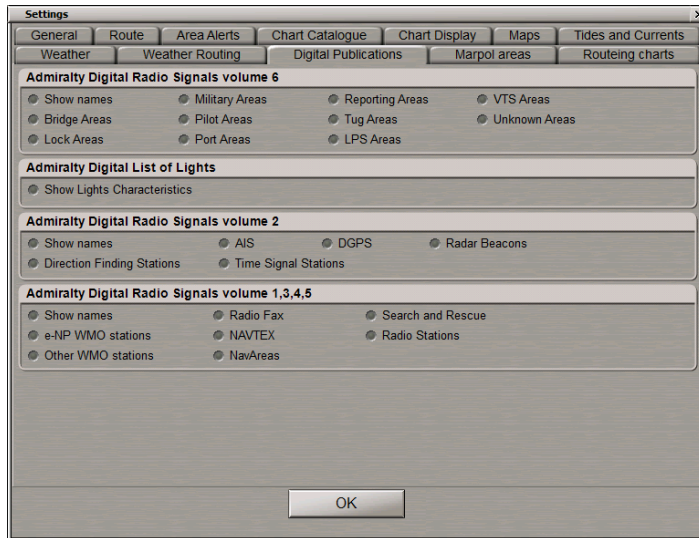 Settings
General Route Area Alerts Chart Catalogue Chart Display Maps Tides and Currents
Weather Weather Routing Digital Publications Marpol areas Routeing charts
Admiralty Digital Radio Signals volume 6
Show names Military Areas Reporting Areas VTS Areas
Bridge Areas Pilot Areas Tug Areas Unknown Areas
Lock Areas Port Areas LPS Areas
Admiralty Digital List of Lights
Show Lights Characteristics
Admiralty Digital Radio Signals volume 2
Show names AIS DGPS Radar Beacons
Direction Finding Stations Time Signal Stations
Admiralty Digital Radio Signals volume 1,3,4,5
Show names Radio Fax Search and Rescue
e-NP WMO stations NAVTEX Radio Stations
Other WMO stations NavAreas
OK